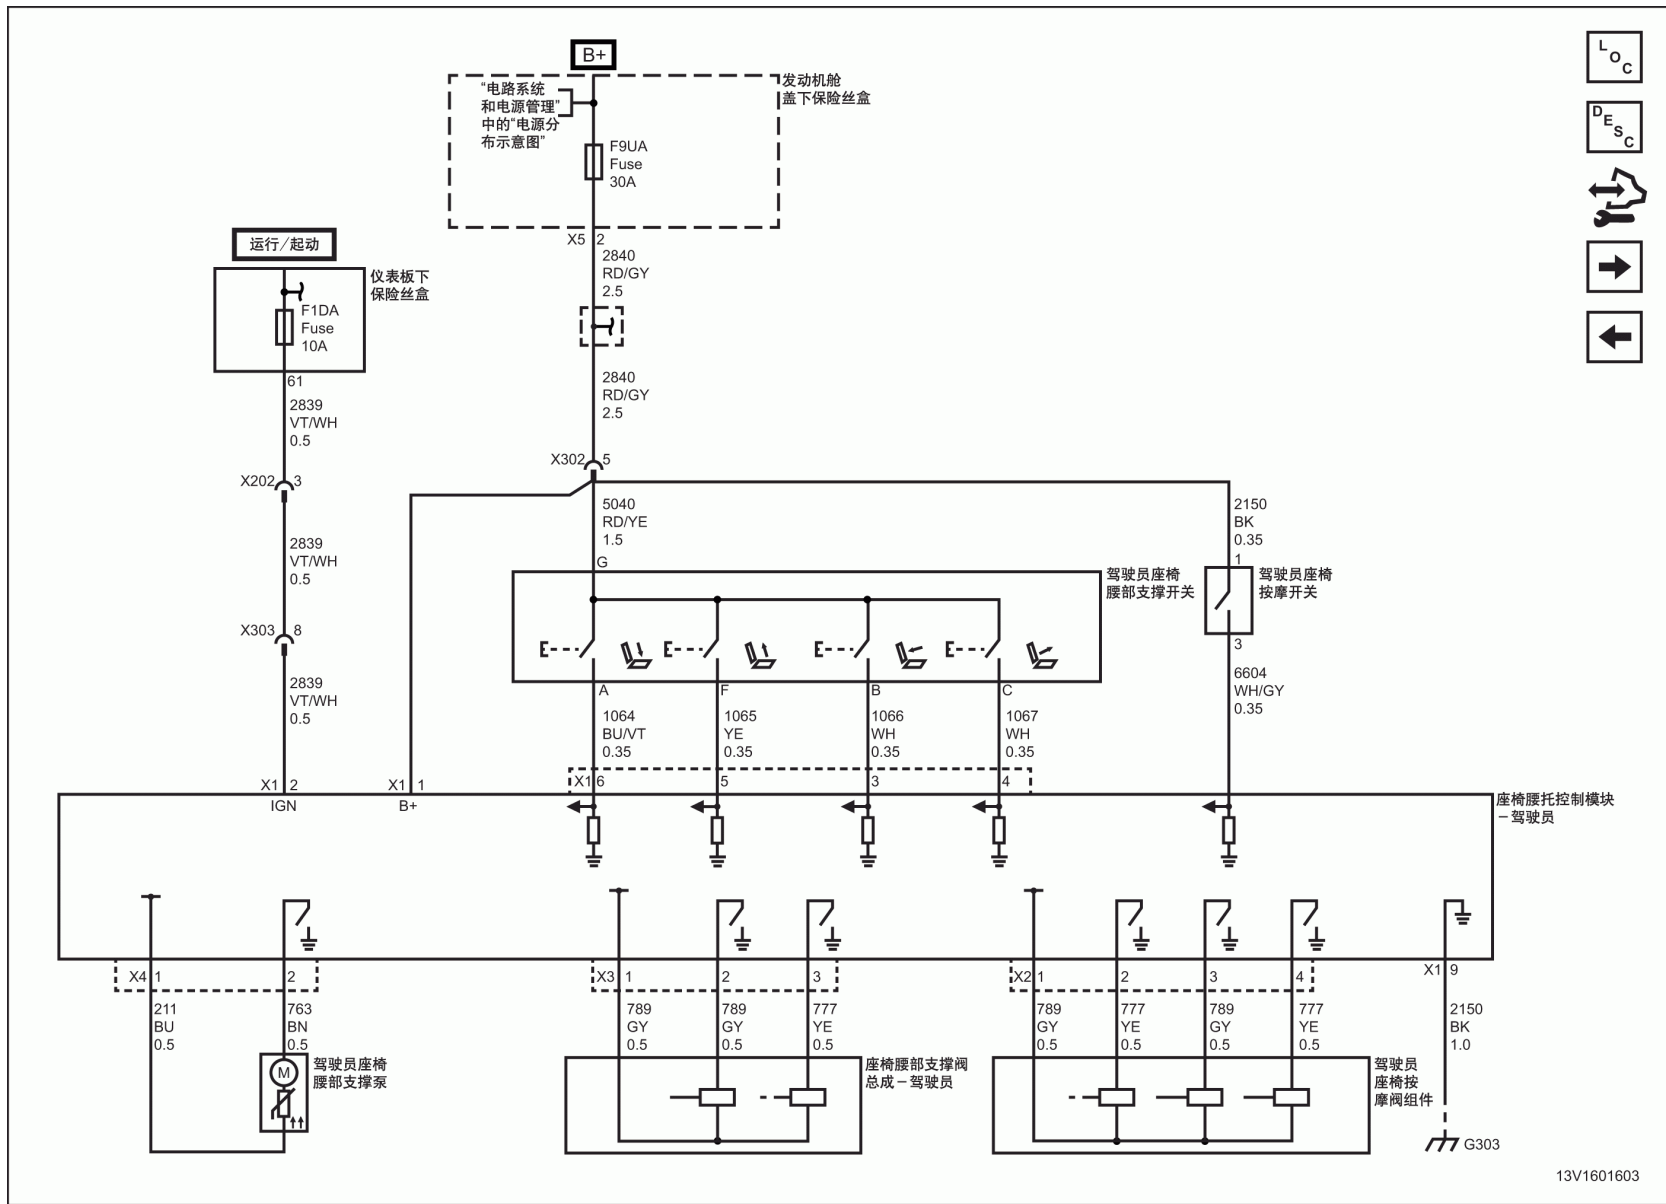 B+
L
O
C
D
E
S
C
发动机舱
盖下保险丝盒
“电路系统
和电源管理”
中的“电源分
布示意图”
F9UA
Fuse
30A
X5 2
2840
RD/GY
2.5
运行/起动
仪表板下
保险丝盒
F1DA
Fuse
10A
61
2839
VT/WH
0.5
2840
RD/GY
2.5
X302 5
X202 3
5040
RD/YE
1.5
G
2150
BK
0.35
1
2839
VT/WH
0.5
驾驶员座椅
腰部支撑开关
驾驶员座椅
按摩开关
3
X303 8
2839
VT/WH
0.5
A F B C
6604
WH/GY
0.35
1064
BU/VT
0.35
1065
YE
0.35
1066
WH
0.35
1067
WH
0.35
X1 2
IGN
X1 1
B+
X1 6 5 3 4
座椅腰托控制模块
－驾驶员
X4 1 2
X3 1 2 3
X2 1 2 3 4
X1 9
211
BU
0.5
763
BN
0.5
789
GY
0.5
789
GY
0.5
777
YE
0.5
789
GY
0.5
777
YE
0.5
789
GY
0.5
777
YE
0.5
2150
BK
1.0
M
驾驶员座椅
腰部支撑泵
座椅腰部支撑阀
总成－驾驶员
驾驶员
座椅按
摩阀组件
G303
13V1601603